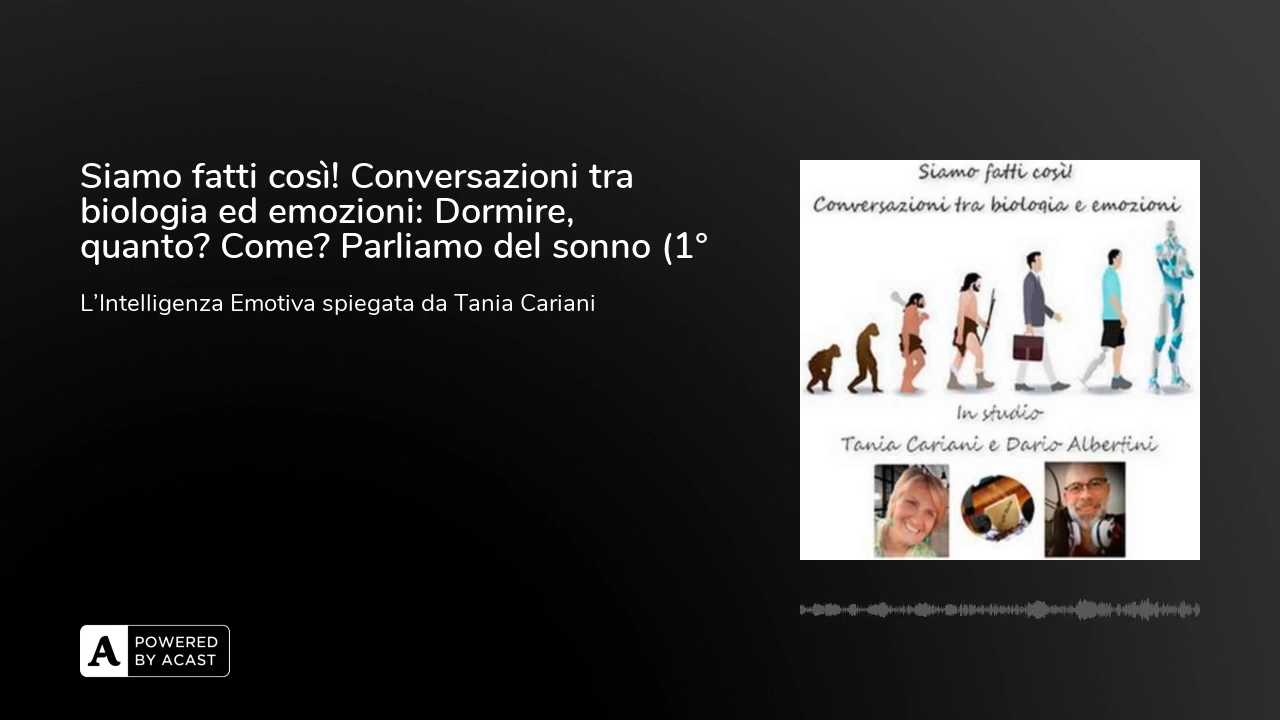 Siamo fatti così! Conversazioni tra
biologia ed emozioni: Dormire,
quanto? Come? Parliamo del sonno (1°
L’Intelligenza Emotiva spiegata da Tania Cariani
Siamo fatti così!
Conversazioni tra biologia e emozioni
In studio
Tania Cariani e Dario Albertini
A POWERED
BY ACAST